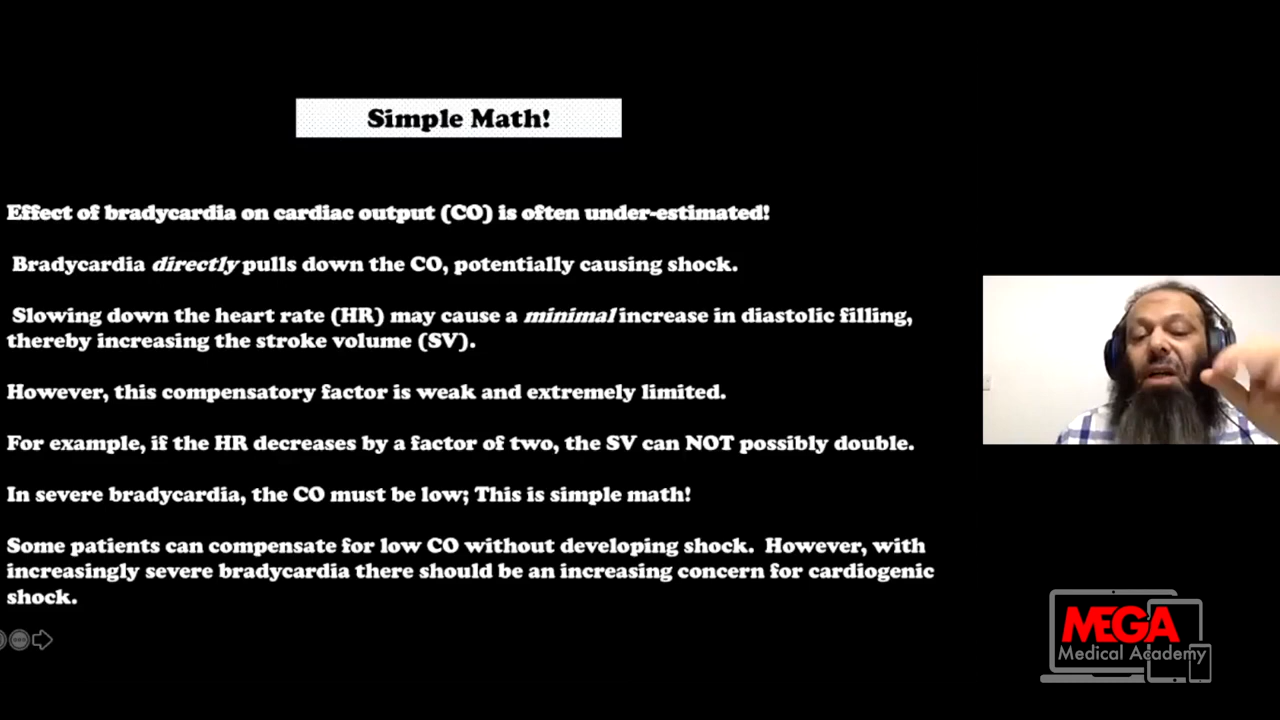 Simple Math!
Effect of bradycardia on cardiac output (CO) is often under-estimated!
Bradycardia directly pulls down the CO, potentially causing shock.
Slowing down the heart rate (HR) may cause a minimal increase in diastolic filling,
thereby increasing the stroke volume (SV).
However, this compensatory factor is weak and extremely limited.
For example, if the HR decreases by a factor of two, the SV can NOT possibly double.
In severe bradycardia, the CO must be low; This is simple math!
Some patients can compensate for low CO without developing shock.  However, with
increasingly severe bradycardia there should be an increasing concern for cardiogenic
shock.
MEGA
Medical Academy